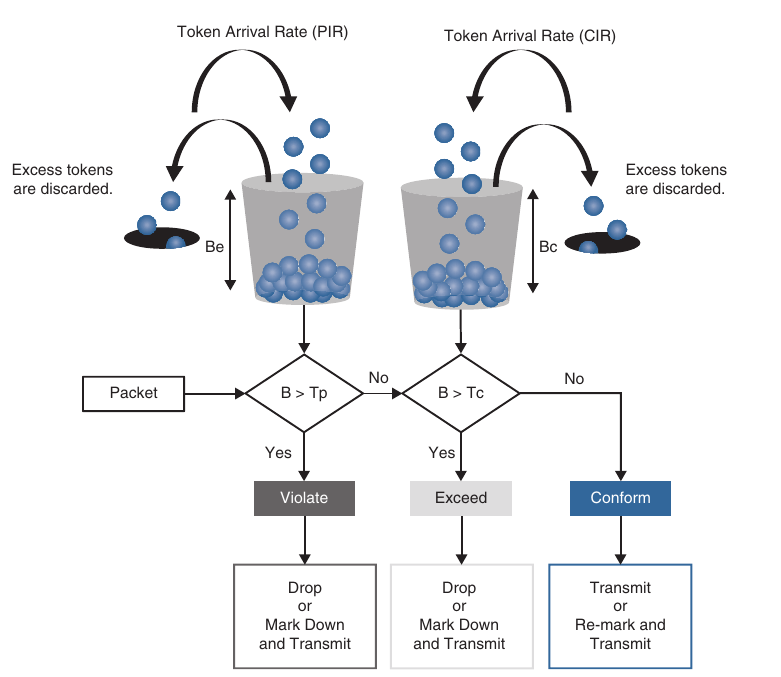 Token Arrival Rate (PIR)
Token Arrival Rate (CIR)
Excess tokens
are discarded.
Excess tokens
are discarded.
Be
Bc
Packet
B > Tp
No
B > Tc
No
Yes
Yes
Violate
Exceed
Conform
Drop
or
Mark Down
and Transmit
Drop
or
Mark Down
and Transmit
Transmit
or
Re-mark and
Transmit